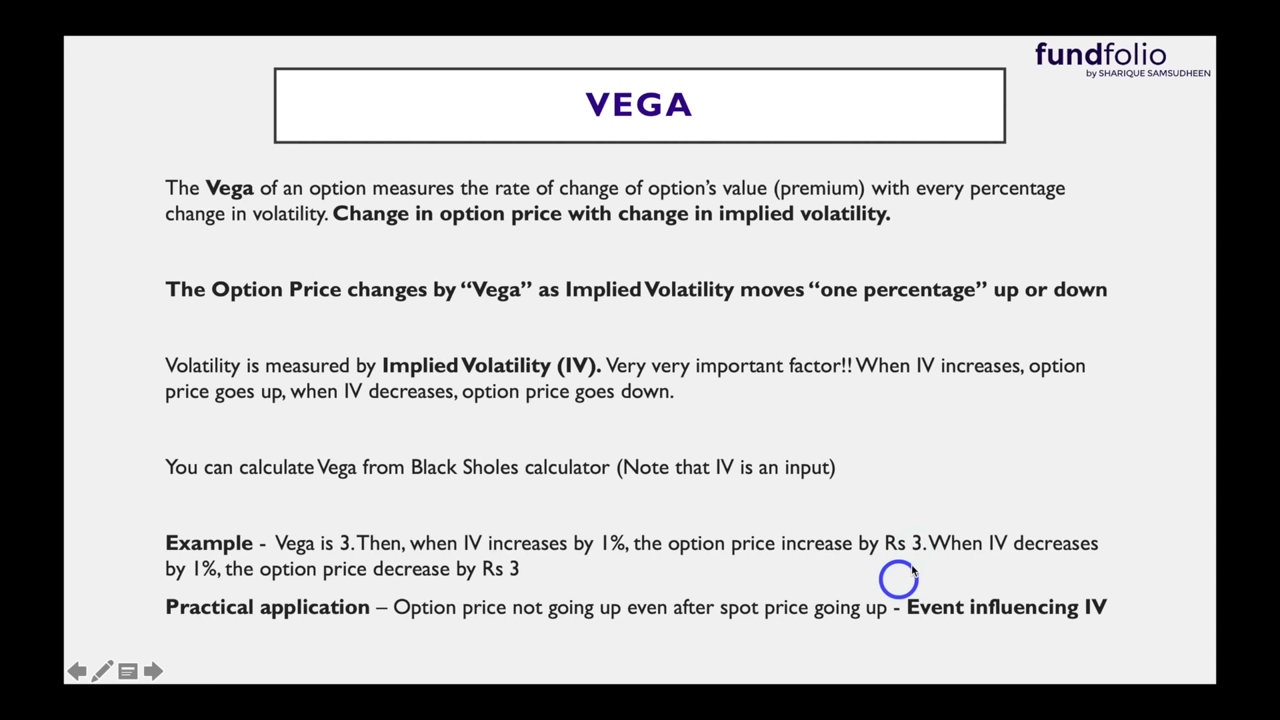 fundfolio
by SHARIQUE SAMSUDHEEN
VEGA
The Vega of an option measures the rate of change of option's value (premium) with every percentage
change in volatility. Change in option price with change in implied volatility.
The Option Price changes by “Vega” as Implied Volatility moves “one percentage” up or down
Volatility is measured by Implied Volatility (IV). Very very important factor!! When IV increases, option
price goes up, when IV decreases, option price goes down.
You can calculate Vega from Black Sholes calculator (Note that IV is an input)
Example - Vega is 3. Then, when IV increases by 1%, the option price increase by Rs 3. When IV decreases
by 1%, the option price decrease by Rs 3
Practical application – Option price not going up even after spot price going up - Event influencing IV